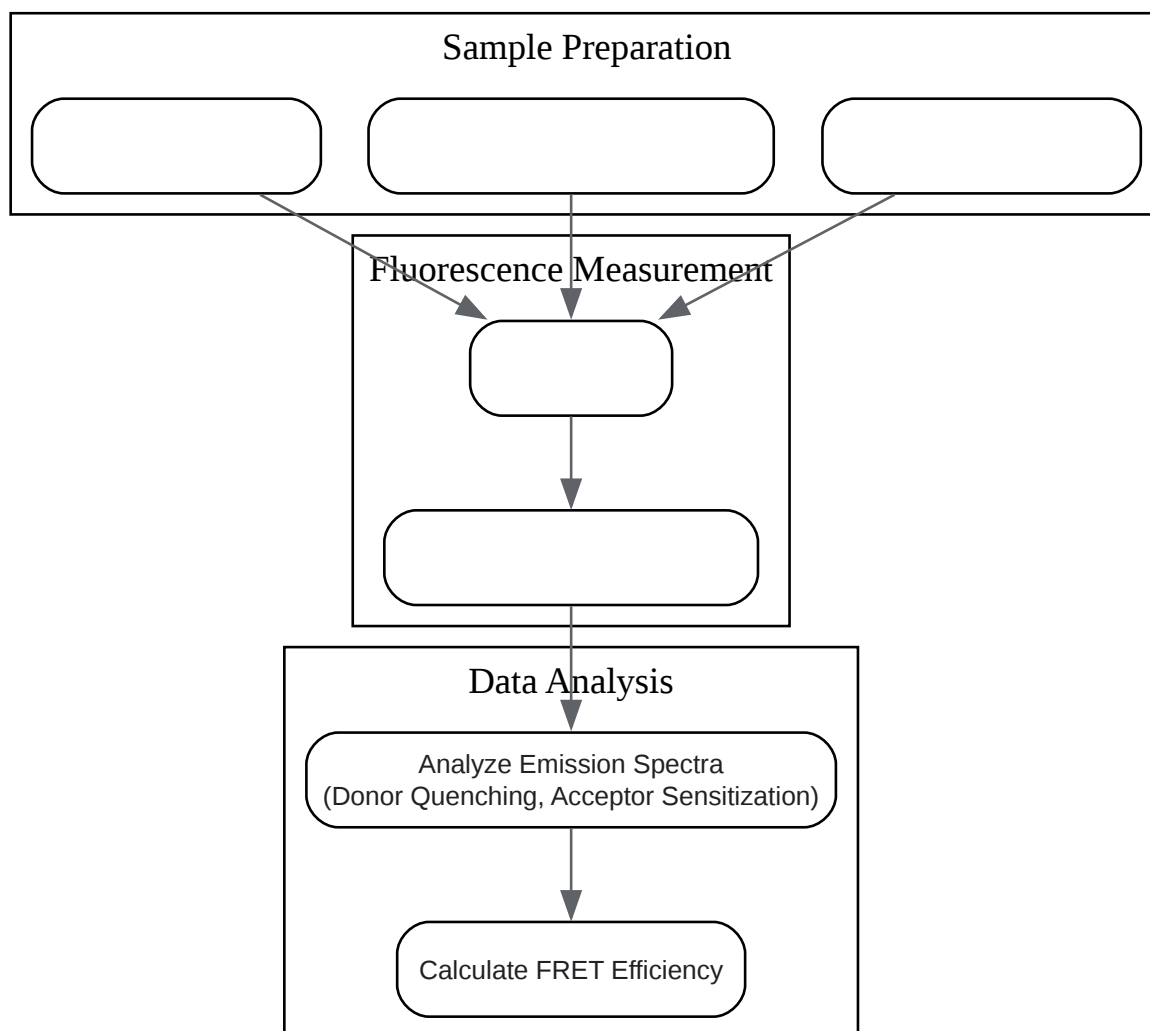 Sample Preparation
Fluorescence Measurement
Data Analysis
Analyze Emission Spectra
(Donor Quenching, Acceptor Sensitization)
Calculate FRET Efficiency